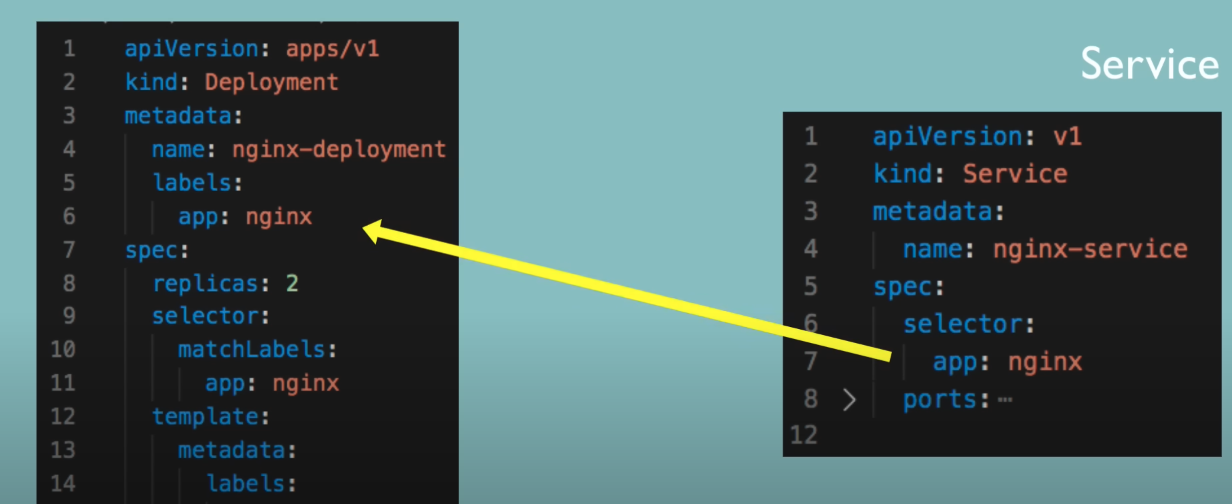 1 apiVersion: apps/v1
2 kind: Deployment
3 metadata:
4 name: nginx-deployment
5 labels:
6 app: nginx
7 spec:
8 replicas: 2
9 selector:
10 matchLabels:
11 app: nginx
12 template:
13 metadata:
14 labels:
Service
1 apiVersion: v1
2 kind: Service
3 metadata:
4 name: nginx-service
5 spec:
6 selector:
7 app: nginx
8 > ports: ⋯
12